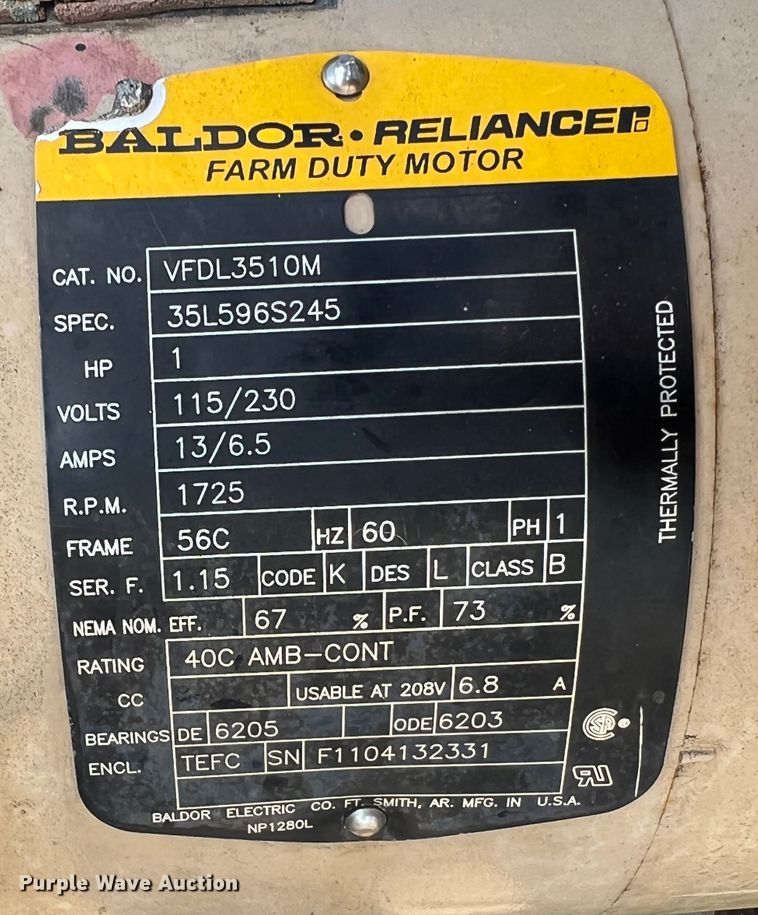 BALDOR • RELIANCE
FARM DUTY MOTOR
CAT. NO. VFDL3510M
SPEC. 35L596S245
HP 1
VOLTS 115/230
AMPS 13/6.5
R.P.M. 1725
FRAME 56C HZ 60 PH 1
SER. F. 1.15 CODE K DES L CLASS B
NEMA NOM. EFF. 67 % P.F. 73 %
RATING 40C AMB-CONT
CC USABLE AT 208V 6.8 A
BEARINGS DE 6205 ODE 6203
ENCL. TEFC SN F1104132331
BALDOR ELECTRIC CO. FT. SMITH, AR. MFG. IN U.S.A.
NP1280L
THERMALLY PROTECTED
Purple Wave Auction